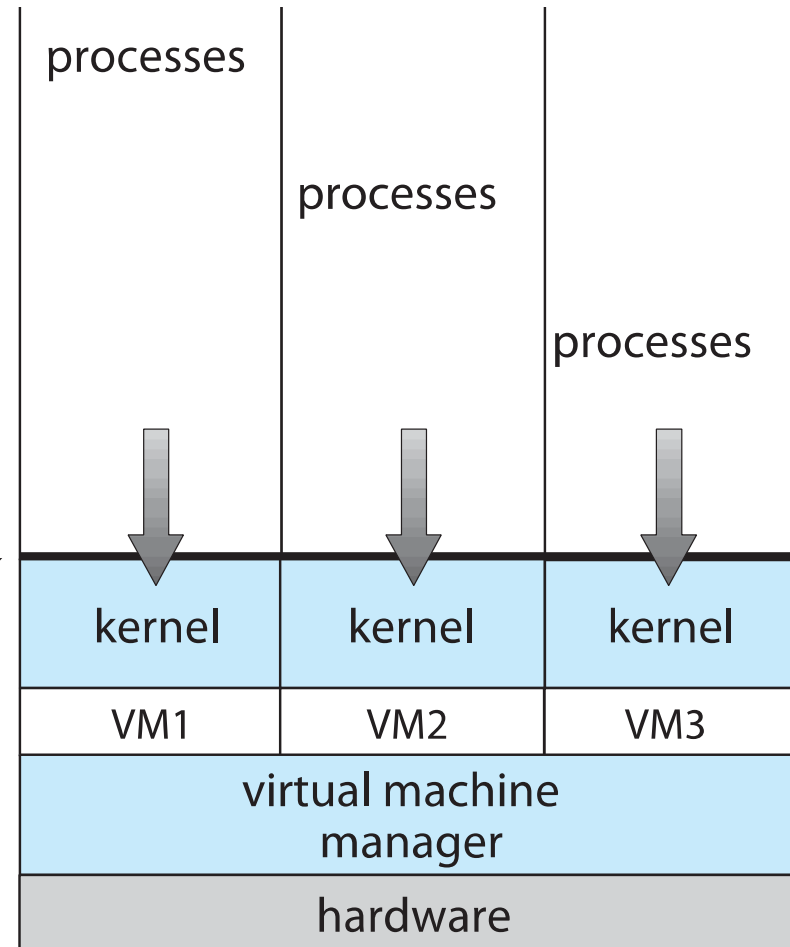 processes
processes
processes
kernel kernel kernel
VM1 VM2 VM3
virtual machine
manager
hardware